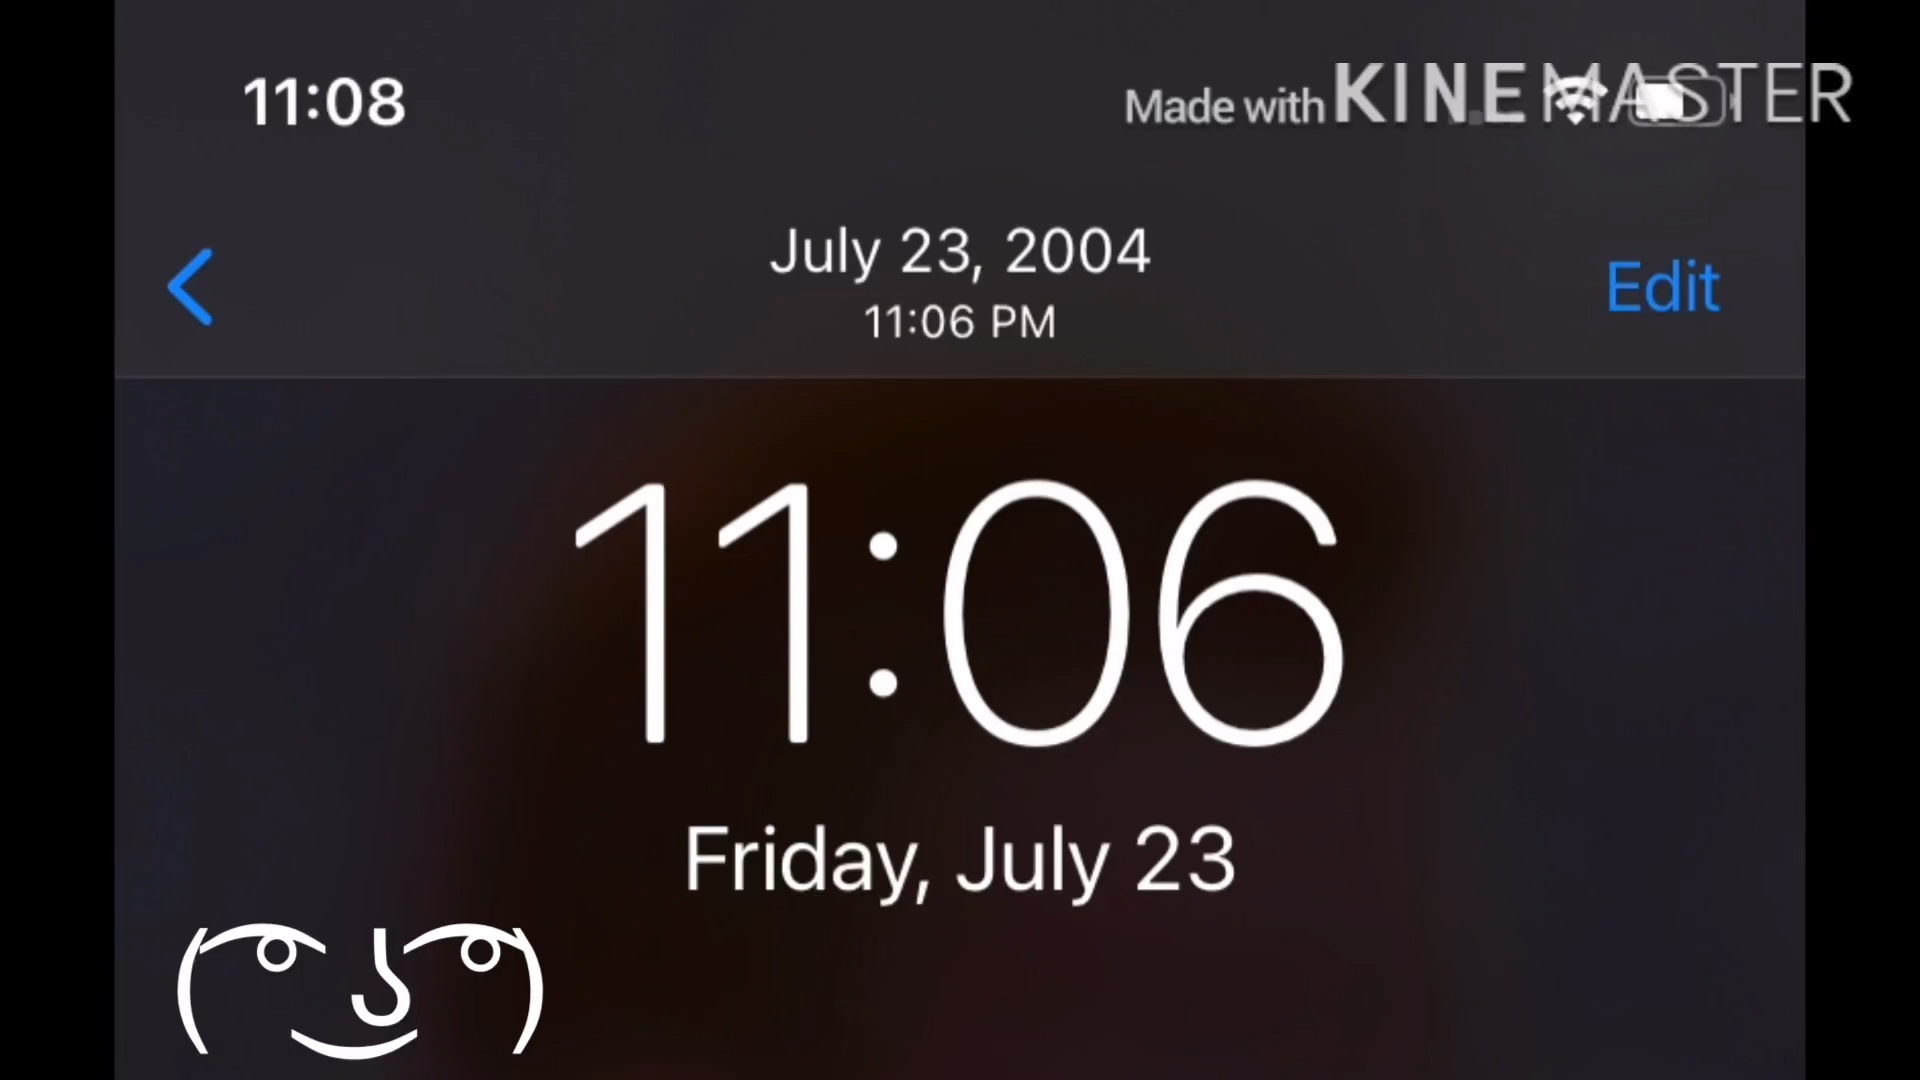 11:08
Made with KINEMASTER
July 23, 2004
11:06 PM
Edit
11:06
Friday, July 23
( ͡° ͜ʖ ͡°)